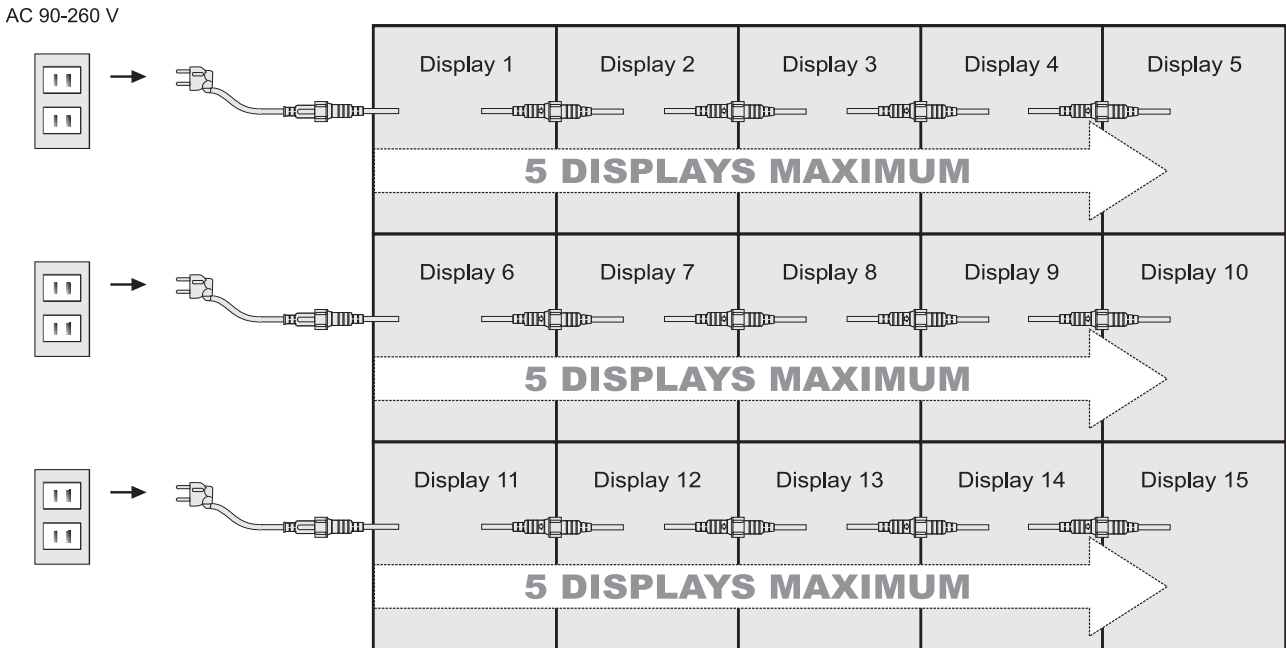 AC 90-260 V
Display 1 Display 2 Display 3 Display 4 Display 5
5 DISPLAYS MAXIMUM
Display 6 Display 7 Display 8 Display 9 Display 10
5 DISPLAYS MAXIMUM
Display 11 Display 12 Display 13 Display 14 Display 15
5 DISPLAYS MAXIMUM